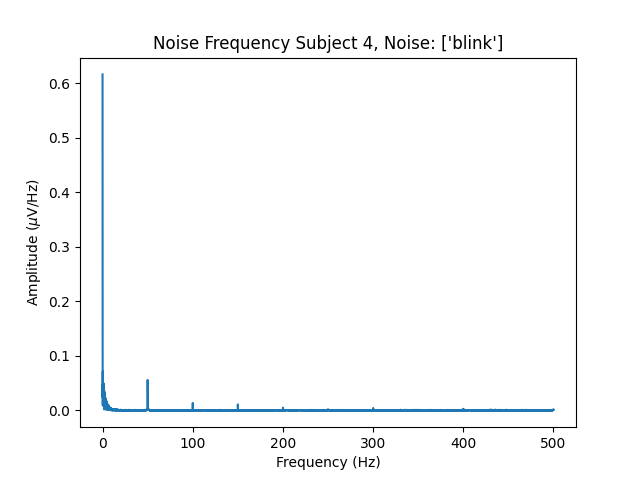 Noise Frequency Subject 4, Noise: ['blink']
0.6
0.5
0.4
0.3
0.2
0.1
0.0
Amplitude (μV/Hz)
0 100 200 300 400 500
Frequency (Hz)